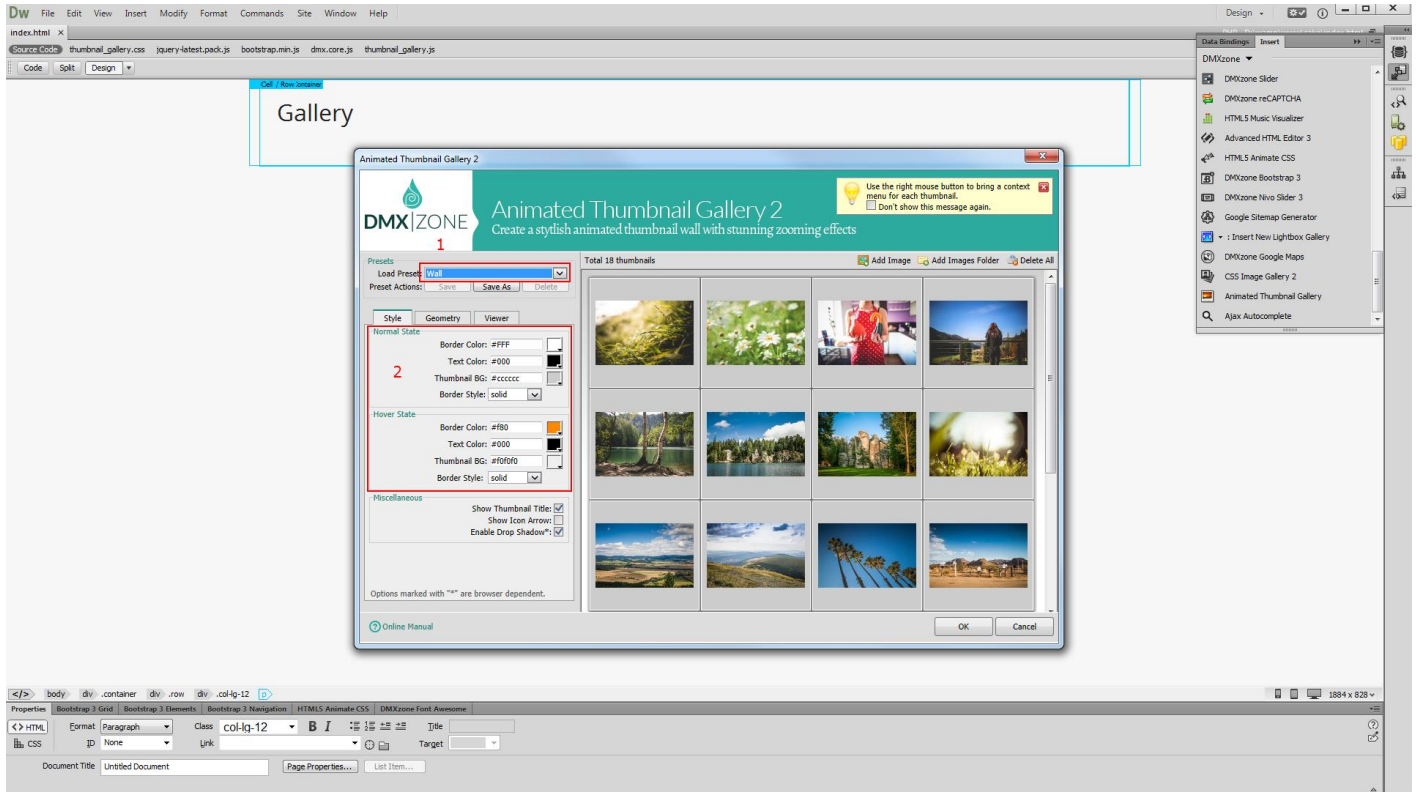 DW File Edit View Insert Modify Format Commands Site Window Help Design
index.html ×
Source Code thumbnail_gallery.css jquery-latest.pack.js bootstrap.min.js dmx.core.js thumbnail_gallery.js
Code Split Design
Cell / Row
Gallery
Animated Thumbnail Gallery 2
DMX|ZONE
Animated Thumbnail Gallery 2
Create a stytlish animated thumbnail wall with stunning zooming effects
Use the right mouse button to bring a context
menu for each thumbnail.
Don't show this message again.
1
Presets
Load Preset: Wall
Preset Actions: Save Save As Delete
Style Geometry Viewer
Normal State
Border Color: #FFF
Text Color: #000
2
Thumbnail BG: #cccccc
Border Style: solid
Hover State
Border Color: #f80
Text Color: #000
Thumbnail BG: #f0f0f0
Border Style: solid
Miscellaneous
Show Thumbnail Title:
Show Icon Arrow:
Enable Drop Shadow*:
Options marked with "*" are browser dependent.
Total 18 thumbnails Add Image Add Images Folder Delete All
Online Manual OK Cancel
Data Bindings Insert
DMXzone
DMXzone Slider
DMXzone reCAPTCHA
HTML5 Music Visualizer
Advanced HTML Editor 3
HTML5 Animate CSS
DMXzone Bootstrap 3
DMXzone Nivo Slider 3
Google Sitemap Generator
: Insert New Lightbox Gallery
DMXzone Google Maps
CSS Image Gallery 2
Animated Thumbnail Gallery
Ajax Autocomplete
</> body div .container div .row div .col-lg-12 p 1884 x 828
Properties Bootstrap 3 Grid Bootstrap 3 Elements Bootstrap 3 Navigation HTML5 Animate CSS DMXzone Font Awesome
<> HTML Format Paragraph Class col-lg-12 B I Title
CSS ID None Link Target
Document Title Untitled Document Page Properties... List Item...